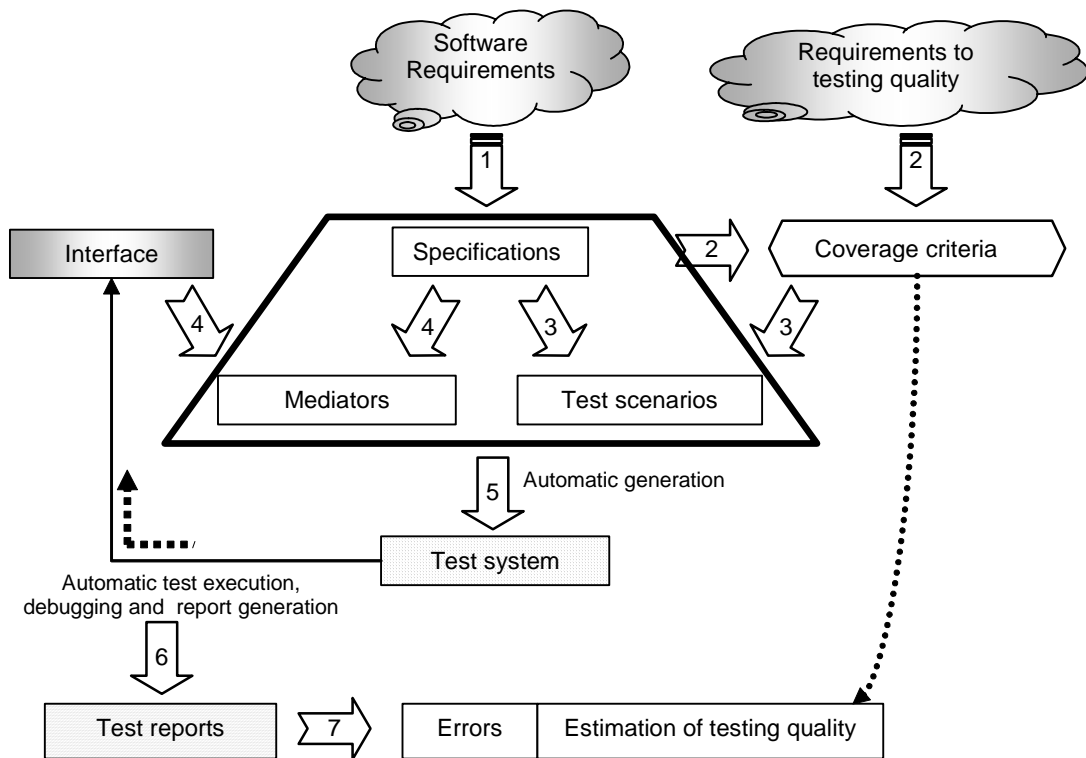 Software
Requirements
Requirements to
testing quality
1
2
Interface
Specifications
2
Coverage criteria
4
4
3
3
Mediators
Test scenarios
5
Automatic generation
Test system
Automatic test execution,
debugging and report generation
6
Test reports
7
Errors
Estimation of testing quality